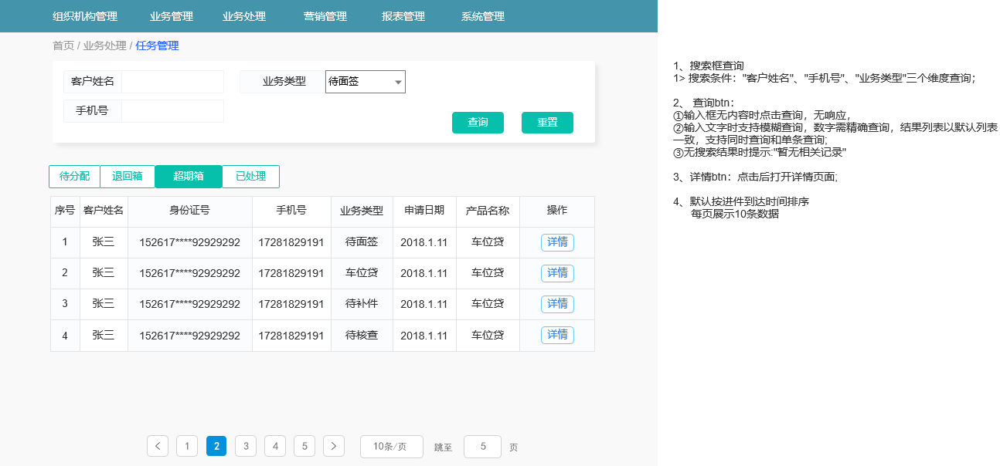 组织机构管理 业务管理 业务处理 营销管理 报表管理 系统管理
首页 / 业务处理 / 任务管理
客户姓名 业务类型 待面签
手机号
查询 重置
待分配 退回箱 超期箱 已处理
序号 客户姓名 身份证号 手机号 业务类型 申请日期 产品名称 操作
1 张三 152617****92929292 17281829191 待面签 2018.1.11 车位贷 详情
2 张三 152617****92929292 17281829191 车位贷 2018.1.11 车位贷 详情
3 张三 152617****92929292 17281829191 待补件 2018.1.11 车位贷 详情
4 张三 152617****92929292 17281829191 待核查 2018.1.11 车位贷 详情
< 1 2 3 4 5 > 10条/页 跳至 5 页
1、搜索框查询
1> 搜索条件："客户姓名"、"手机号"、"业务类型"三个维度查询；
2、 查询btn：
①输入框无内容时点击查询，无响应，
②输入文字时支持模糊查询，数字需精确查询，结果列表以默认列表
一致，支持同时查询和单条查询;
③无搜索结果时提示:"暂无相关记录"
3、详情btn：点击后打开详情页面;
4、默认按进件到达时间排序
每页展示10条数据